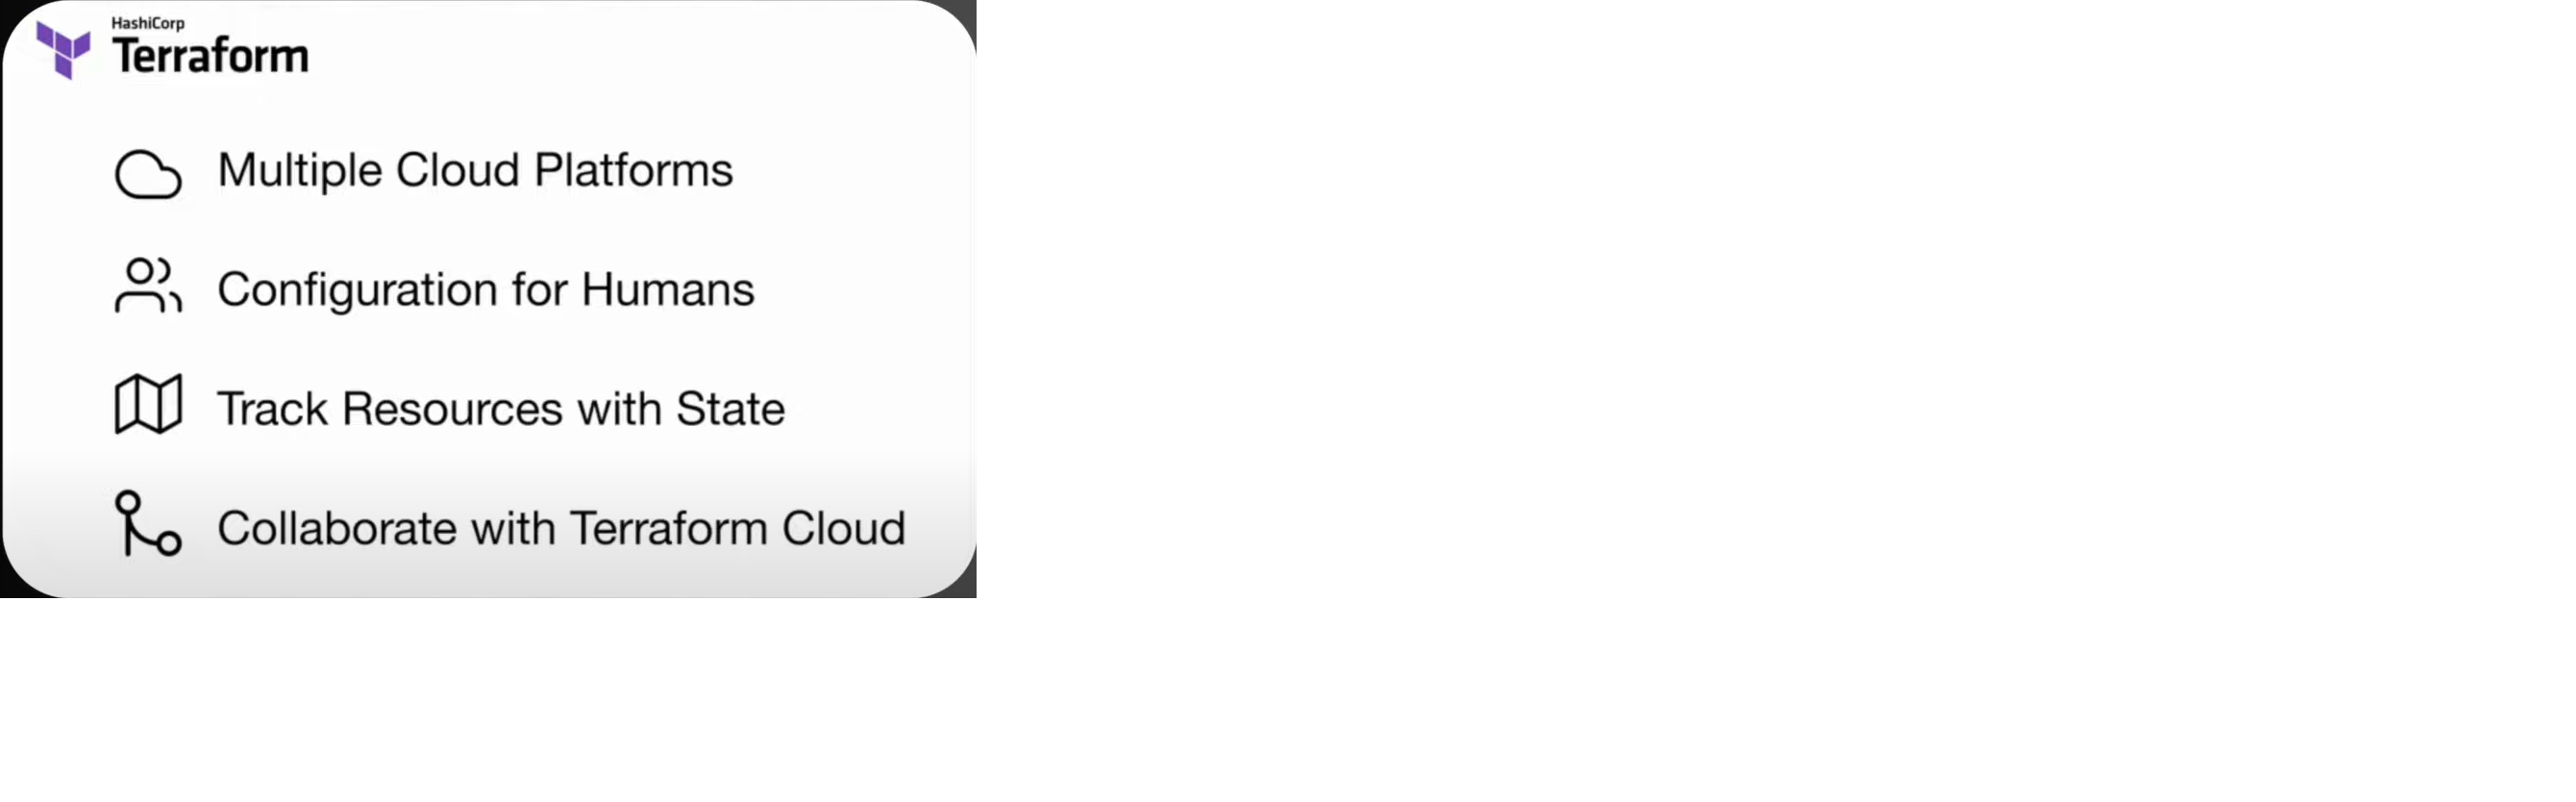 HashiCorp
Terraform
Multiple Cloud Platforms
Configuration for Humans
Track Resources with State
Collaborate with Terraform Cloud